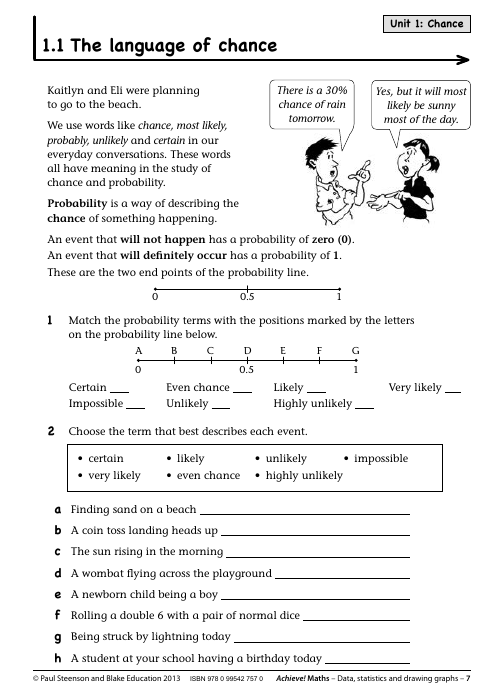 Unit 1: Chance
1.1 The language of chance
Kaitlyn and Eli were planning
to go to the beach.
We use words like chance, most likely,
probably, unlikely and certain in our
everyday conversations. These words
all have meaning in the study of
chance and probability.
Probability is a way of describing the
chance of something happening.
There is a 30%
chance of rain
tomorrow.
Yes, but it will most
likely be sunny
most of the day.
An event that will not happen has a probability of zero (0).
An event that will definitely occur has a probability of 1.
These are the two end points of the probability line.
0 0.5 1
1 Match the probability terms with the positions marked by the letters
on the probability line below.
A B C D E F G
0 0.5 1
Certain ___ Even chance ___ Likely ___ Very likely ___
Impossible ___ Unlikely ___ Highly unlikely ___
2 Choose the term that best describes each event.
• certain • likely • unlikely • impossible
• very likely • even chance • highly unlikely
a Finding sand on a beach
b A coin toss landing heads up
c The sun rising in the morning
d A wombat flying across the playground
e A newborn child being a boy
f Rolling a double 6 with a pair of normal dice
g Being struck by lightning today
h A student at your school having a birthday today
© Paul Steenson and Blake Education 2013 ISBN 978 0 99542 757 0 Achieve! Maths – Data, statistics and drawing graphs – 7